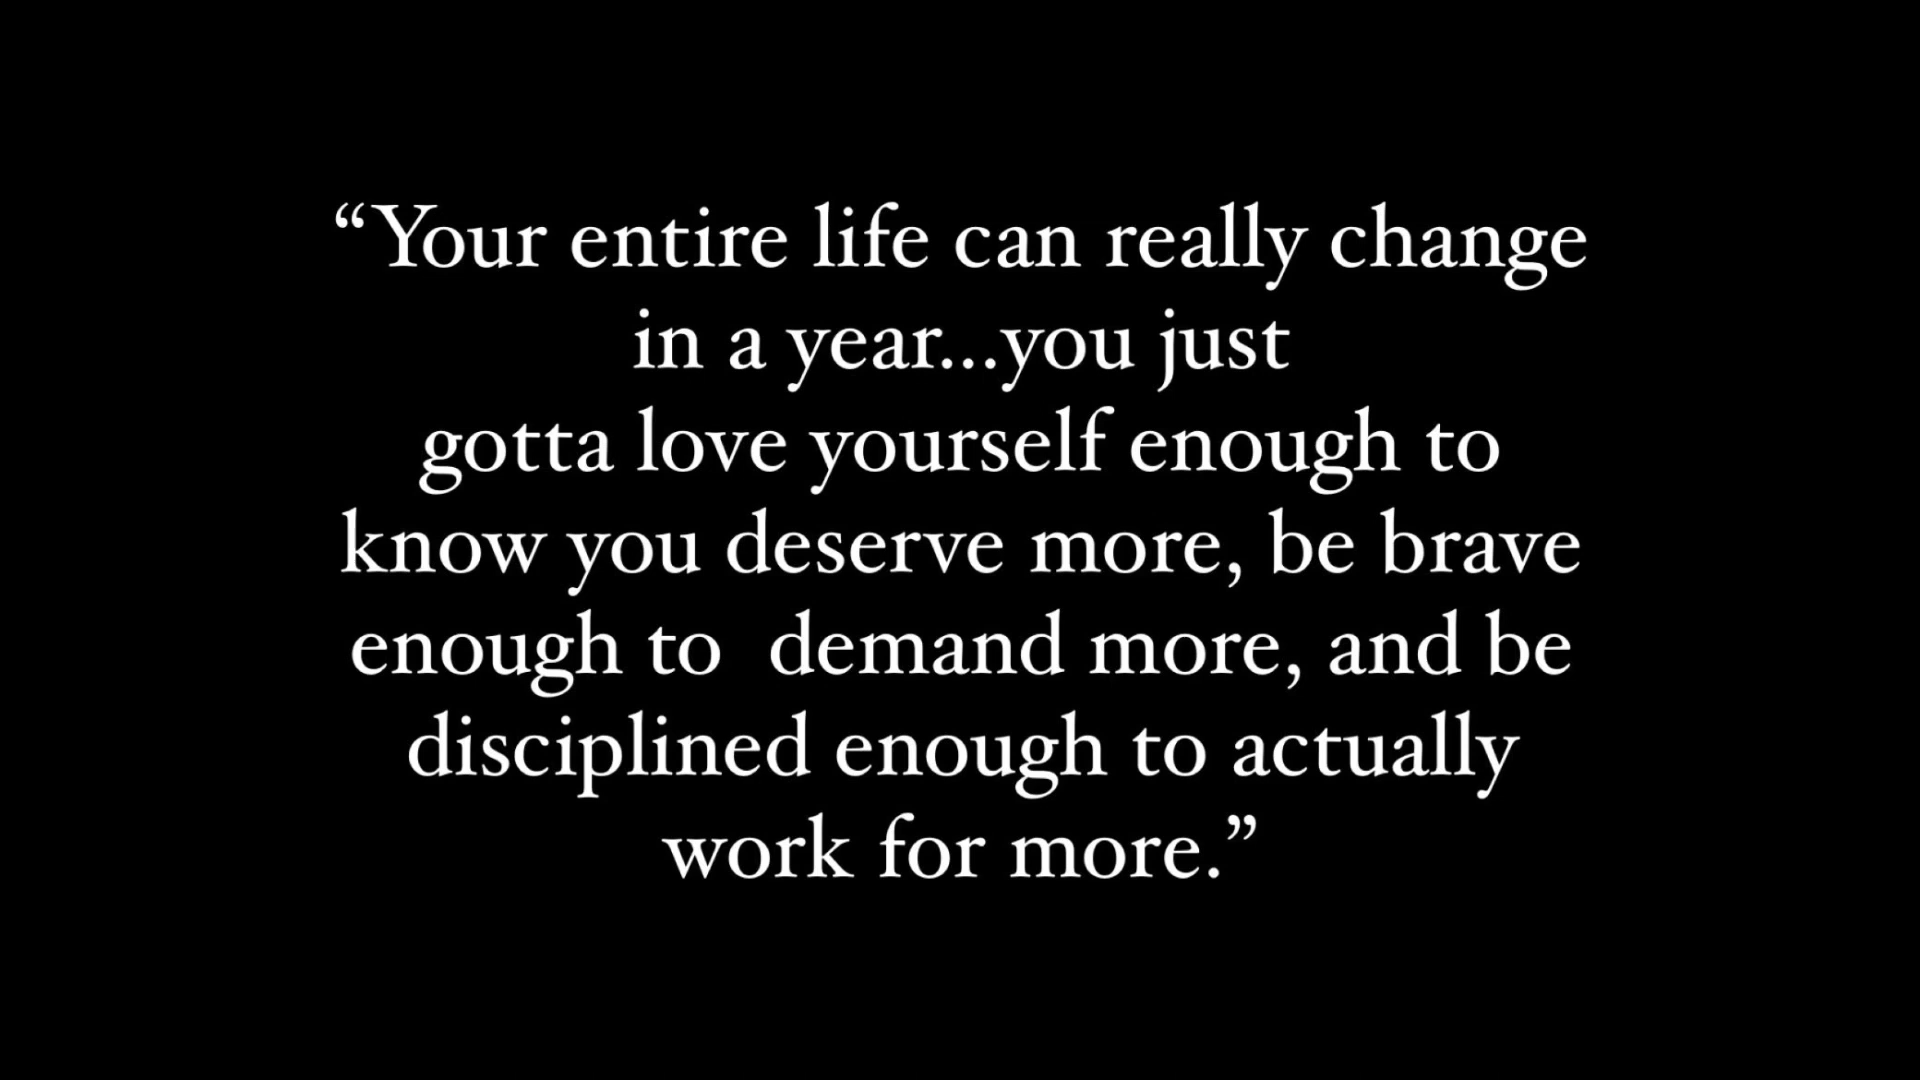 “Your entire life can really change
in a year...you just
gotta love yourself enough to
know you deserve more, be brave
enough to  demand more, and be
disciplined enough to actually
work for more.”